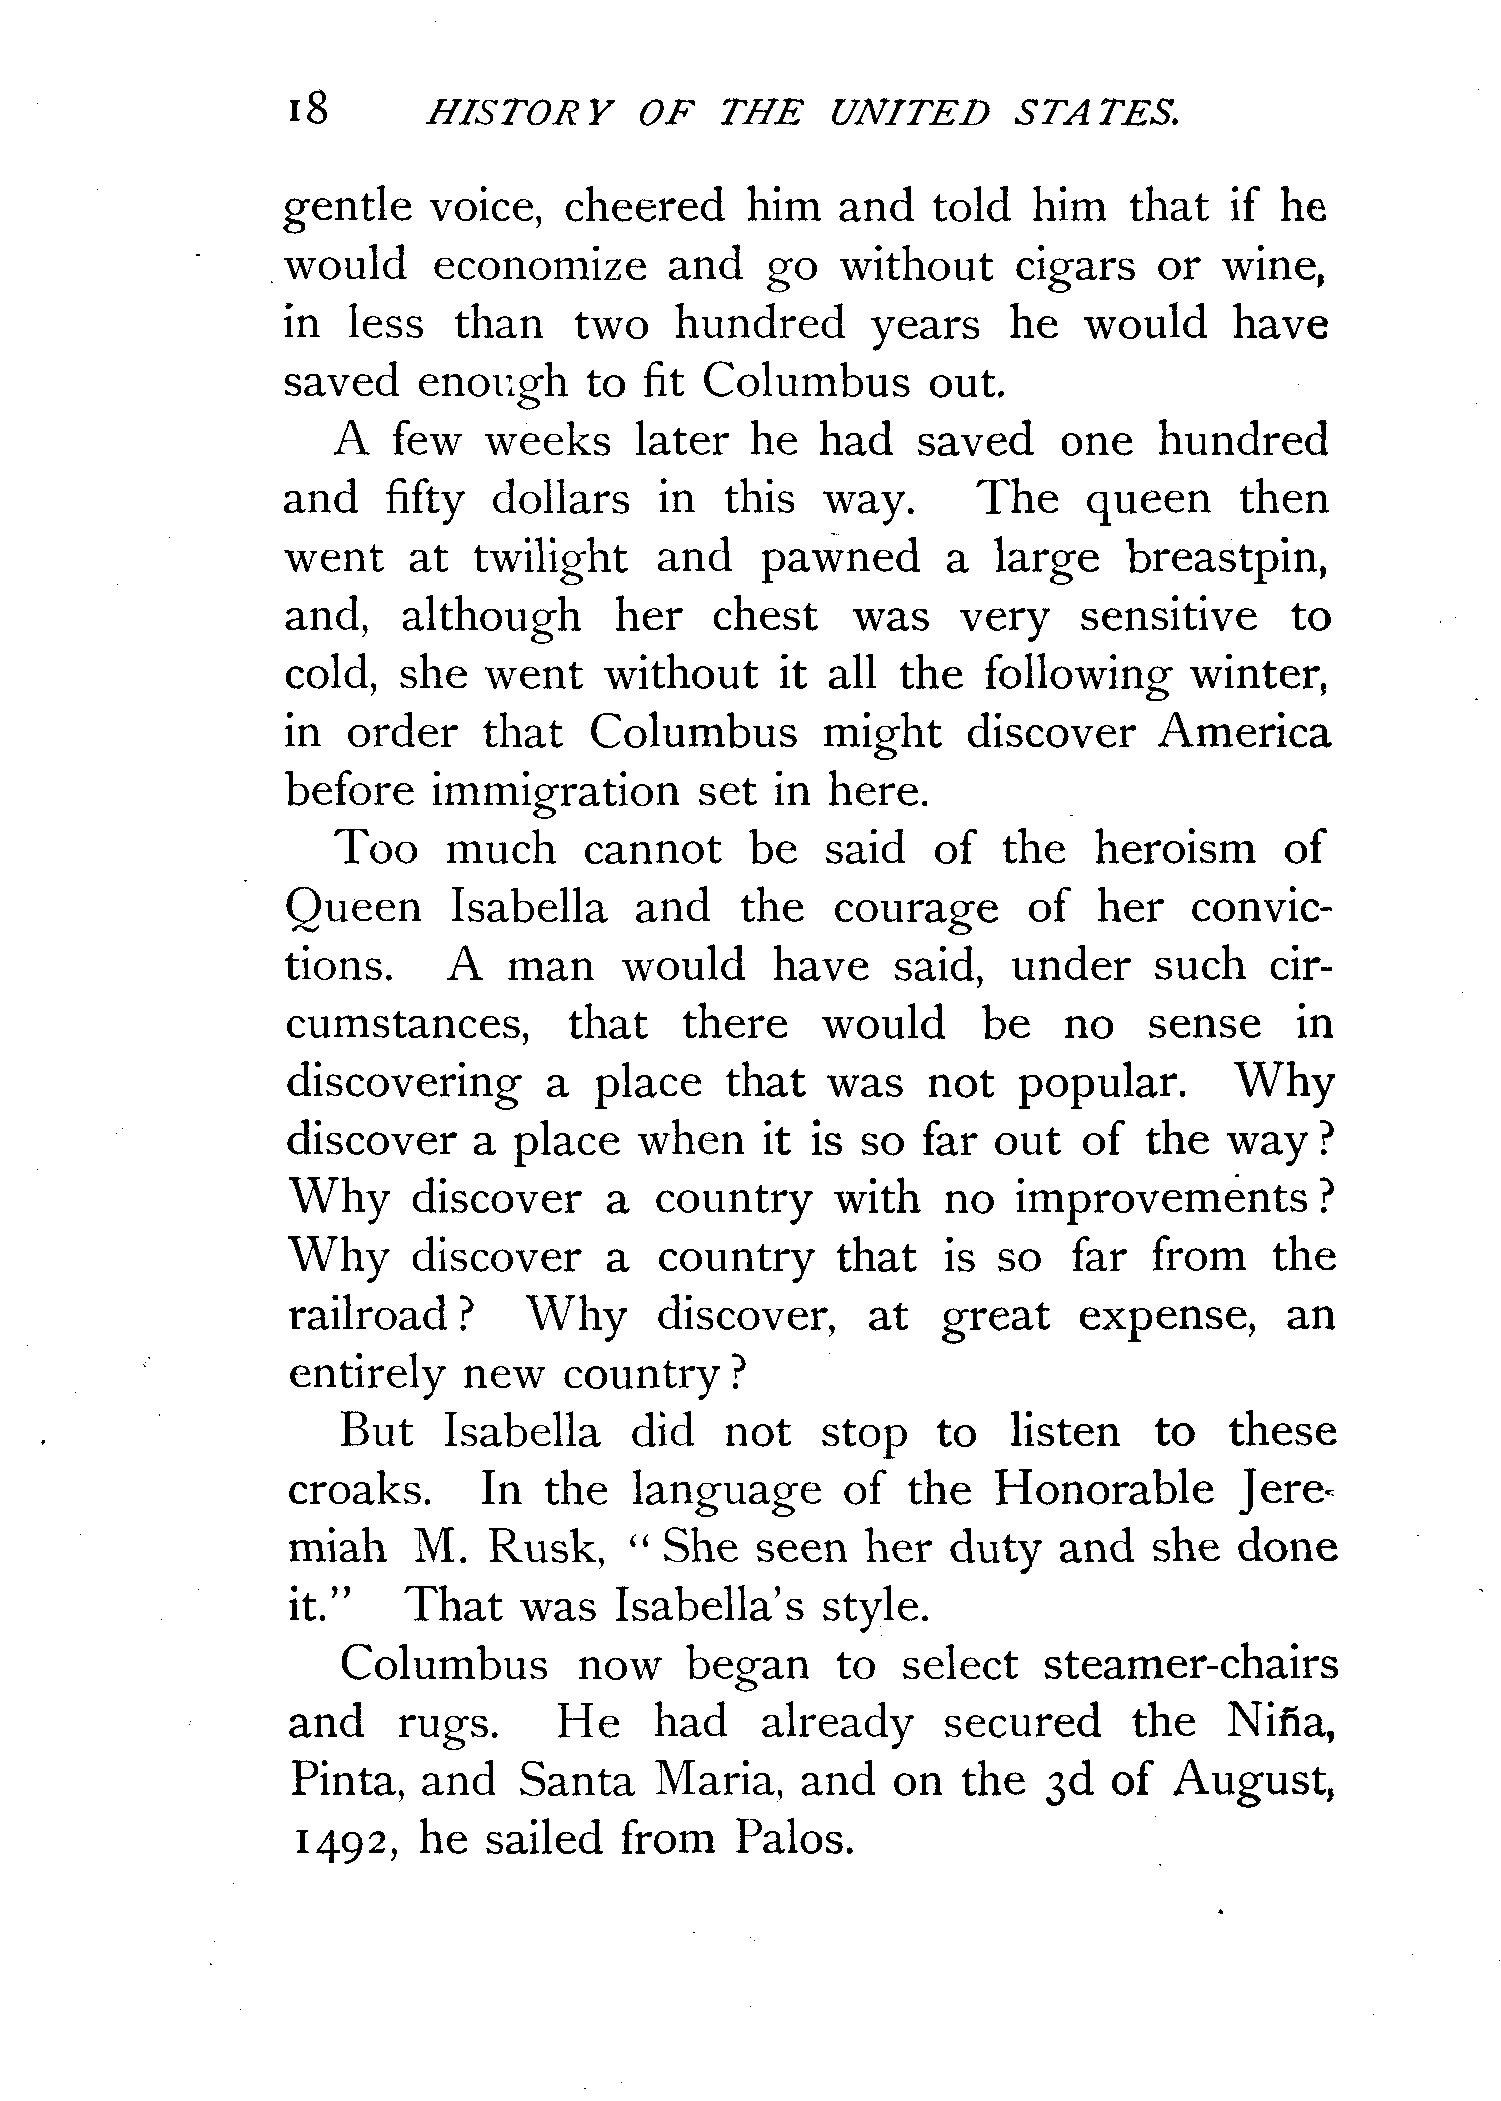 18 HISTORY OF THE UNITED STATES.
gentle voice, cheered him and told him that if he
would economize and go without cigars or wine,
in less than two hundred years he would have
saved enough to fit Columbus out.
A few weeks later he had saved one hundred
and fifty dollars in this way. The queen then
went at twilight and pawned a large breastpin,
and, although her chest was very sensitive to
cold, she went without it all the following winter,
in order that Columbus might discover America
before immigration set in here.
Too much cannot be said of the heroism of
Queen Isabella and the courage of her convic-
tions. A man would have said, under such cir-
cumstances, that there would be no sense in
discovering a place that was not popular. Why
discover a place when it is so far out of the way?
Why discover a country with no improvements?
Why discover a country that is so far from the
railroad? Why discover, at great expense, an
entirely new country?
But Isabella did not stop to listen to these
croaks. In the language of the Honorable Jere-
miah M. Rusk, “She seen her duty and she done
it.” That was Isabella's style.
Columbus now began to select steamer-chairs
and rugs. He had already secured the Niña,
Pinta, and Santa Maria, and on the 3d of August,
1492, he sailed from Palos.